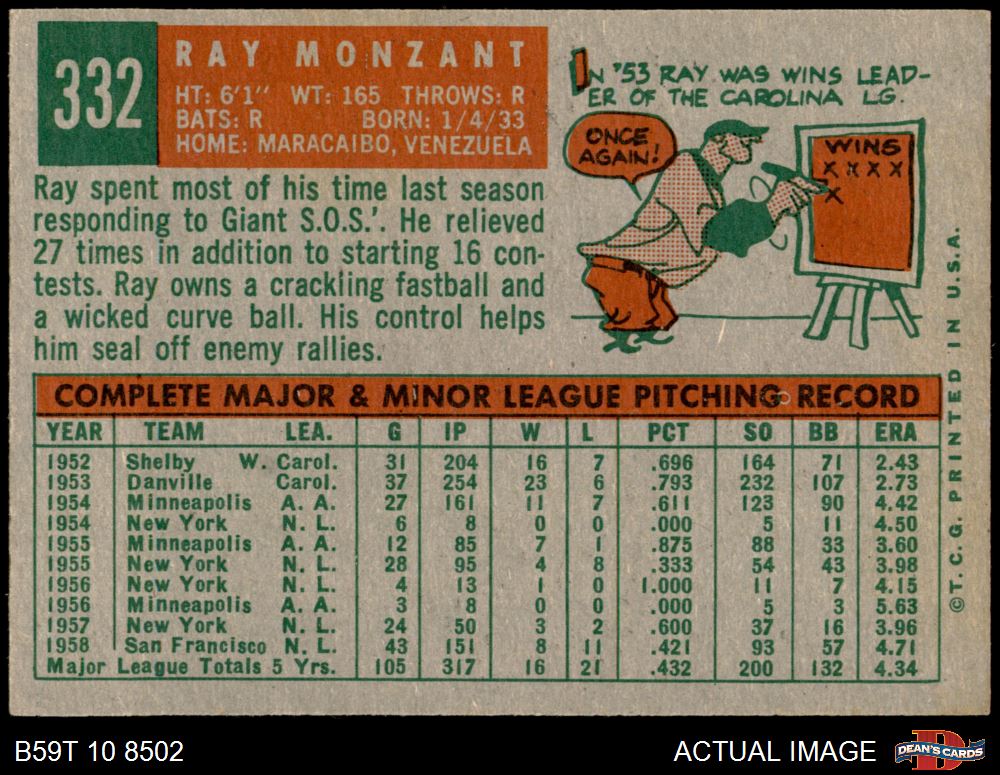 332
RAY MONZANT
HT: 6'1" WT: 165 THROWS: R
BATS: R BORN: 1/4/33
HOME: MARACAIBO, VENEZUELA
Ray spent most of his time last season
responding to Giant S.O.S.'. He relieved
27 times in addition to starting 16 con-
tests. Ray owns a crackling fastball and
a wicked curve ball. His control helps
him seal off enemy rallies.
IN '53 RAY WAS WINS LEAD-
ER OF THE CAROLINA LG.
ONCE
AGAIN!
WINS
X X X X
X
COMPLETE MAJOR & MINOR LEAGUE PITCHING RECORD
YEAR TEAM LEA. G IP W L PCT SO BB ERA
1952 Shelby W. Carol. 31 204 16 7 .696 164 71 2.43
1953 Danville Carol. 37 254 23 6 .793 232 107 2.73
1954 Minneapolis A. A. 27 161 11 7 .611 123 90 4.42
1954 New York N. L. 6 8 0 0 .000 5 11 4.50
1955 Minneapolis A. A. 12 85 7 1 .875 88 33 3.60
1955 New York N. L. 28 95 4 8 .333 54 43 3.98
1956 New York N. L. 4 13 1 0 1.000 11 7 4.15
1956 Minneapolis A. A. 3 8 0 0 .000 5 3 5.63
1957 New York N. L. 24 50 3 2 .600 37 16 3.96
1958 San Francisco N. L. 43 151 8 11 .421 93 57 4.71
Major League Totals 5 Yrs. 105 317 16 21 .432 200 132 4.34
©T.C.G. PRINTED IN U.S.A.
B59T 10 8502
ACTUAL IMAGE
DEAN'S CARDS